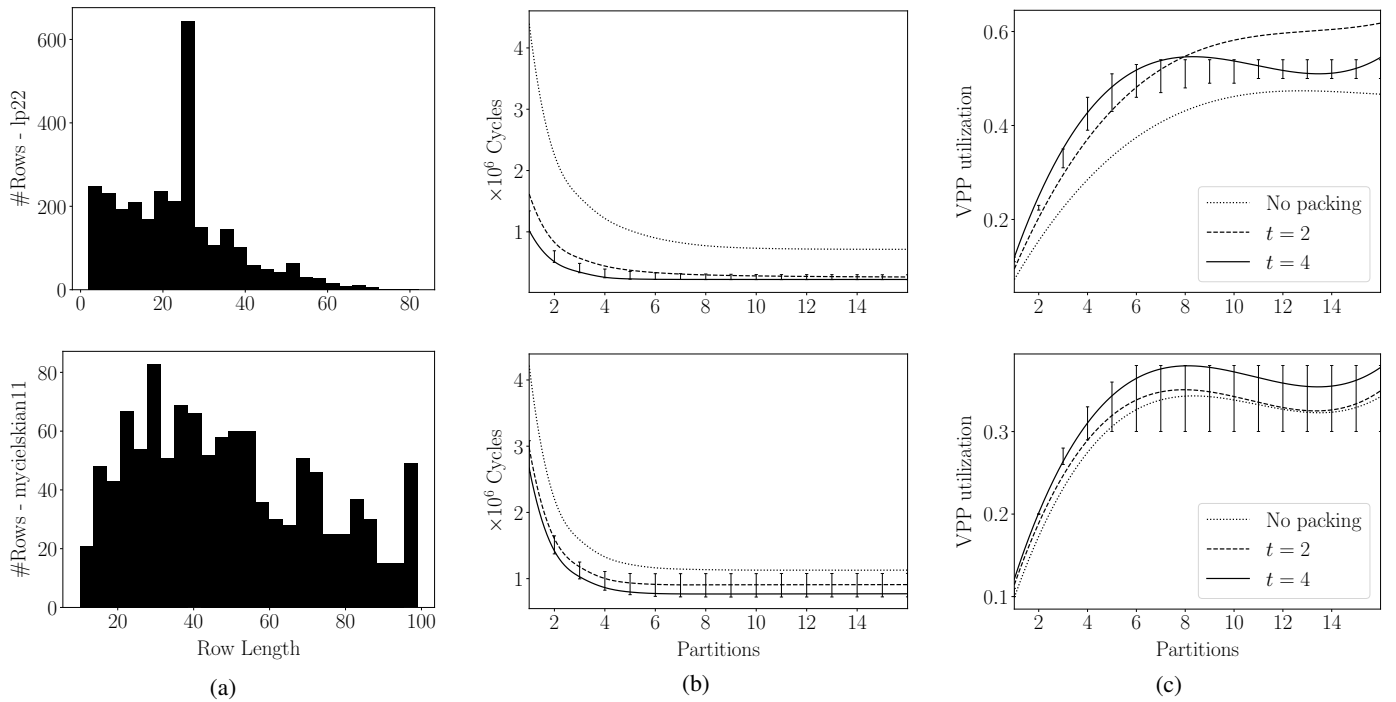 #Rows - lp22
600
400
200
0
0 20 40 60 80
×10⁶ Cycles
4
3
2
1
2 4 6 8 10 12 14
VPP utilization
0.6
0.4
0.2
2 4 6 8 10 12 14
No packing
t = 2
t = 4
#Rows - mycielskian11
80
60
40
20
0
20 40 60 80 100
Row Length
(a)
×10⁶ Cycles
4
3
2
1
2 4 6 8 10 12 14
Partitions
(b)
VPP utilization
0.3
0.2
0.1
2 4 6 8 10 12 14
Partitions
No packing
t = 2
t = 4
(c)